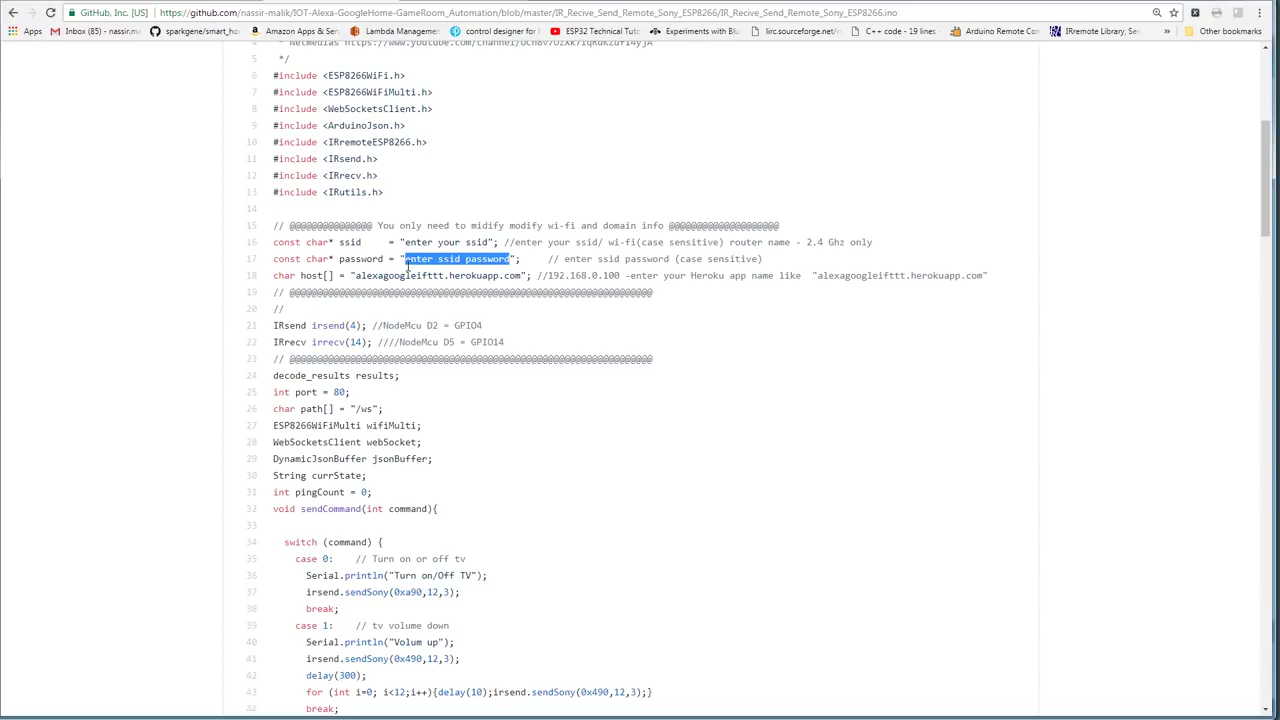 GitHub, Inc. [US] | https://github.com/nassir-malik/IOT-Alexa-GoogleHome-GameRoom_Automation/blob/master/IR_Recive_Send_Remote_Sony_ESP8266/IR_Recive_Send_Remote_Sony_ESP8266.ino
Apps Inbox (85) - nassir.ma sparkgene/smart_ho Lambda Managemen control designer for ESP32 Technical Tuto Experiments with Blu lirc.sourceforge.net/ C++ code - 19 lines Arduino Remote Con IRremote Library, Sen » Other bookmarks
4
5 */
6 #include <ESP8266WiFi.h>
7 #include <ESP8266WiFiMulti.h>
8 #include <WebSocketsClient.h>
9 #include <ArduinoJson.h>
10 #include <IRremoteESP8266.h>
11 #include <IRsend.h>
12 #include <IRrecv.h>
13 #include <IRutils.h>
14
15 // @@@@@@@@@@@@@@@ You only need to midify modify wi-fi and domain info @@@@@@@@@@@@@@@@@@@@
16 const char* ssid = "enter your ssid"; //enter your ssid/ wi-fi(case sensitive) router name - 2.4 Ghz only
17 const char* password = "enter ssid password"; // enter ssid password (case sensitive)
18 char host[] = "alexagoogleifttt.herokuapp.com"; //192.168.0.100 -enter your Heroku app name like "alexagoogleifttt.herokuapp.com"
19 // @@@@@@@@@@@@@@@@@@@@@@@@@@@@@@@@@@@@@@@@@@@@@@@@@@@@@@@@@@@@@@@@@@
20 //
21 IRsend irsend(4); //NodeMcu D2 = GPIO4
22 IRrecv irrecv(14); ////NodeMcu D5 = GPIO14
23 // @@@@@@@@@@@@@@@@@@@@@@@@@@@@@@@@@@@@@@@@@@@@@@@@@@@@@@@@@@@@@@@@@@
24 decode_results results;
25 int port = 80;
26 char path[] = "/ws";
27 ESP8266WiFiMulti wifiMulti;
28 WebSocketsClient webSocket;
29 DynamicJsonBuffer jsonBuffer;
30 String currState;
31 int pingCount = 0;
32 void sendCommand(int command){
33
34 switch (command) {
35 case 0: // Turn on or off tv
36 Serial.println("Turn on/Off TV");
37 irsend.sendSony(0xa90,12,3);
38 break;
39 case 1: // tv volume down
40 Serial.println("Volum up");
41 irsend.sendSony(0x490,12,3);
42 delay(300);
43 for (int i=0; i<12;i++){delay(10);irsend.sendSony(0x490,12,3);}
44 break;